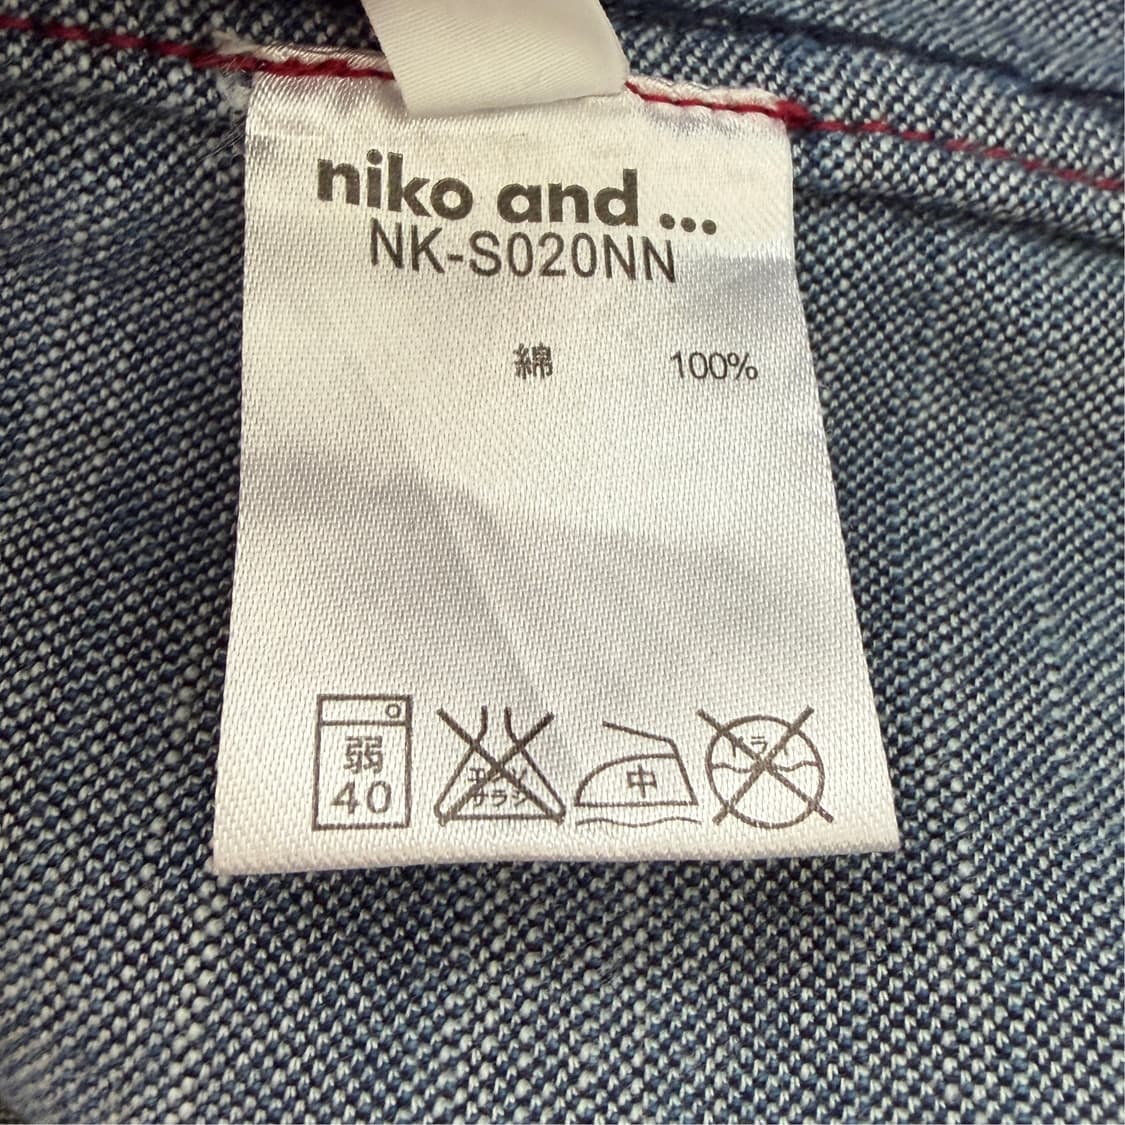 niko and ...
NK-S020NN
綿 100%
弱
40
エンソ
サラシ
中
ドライ